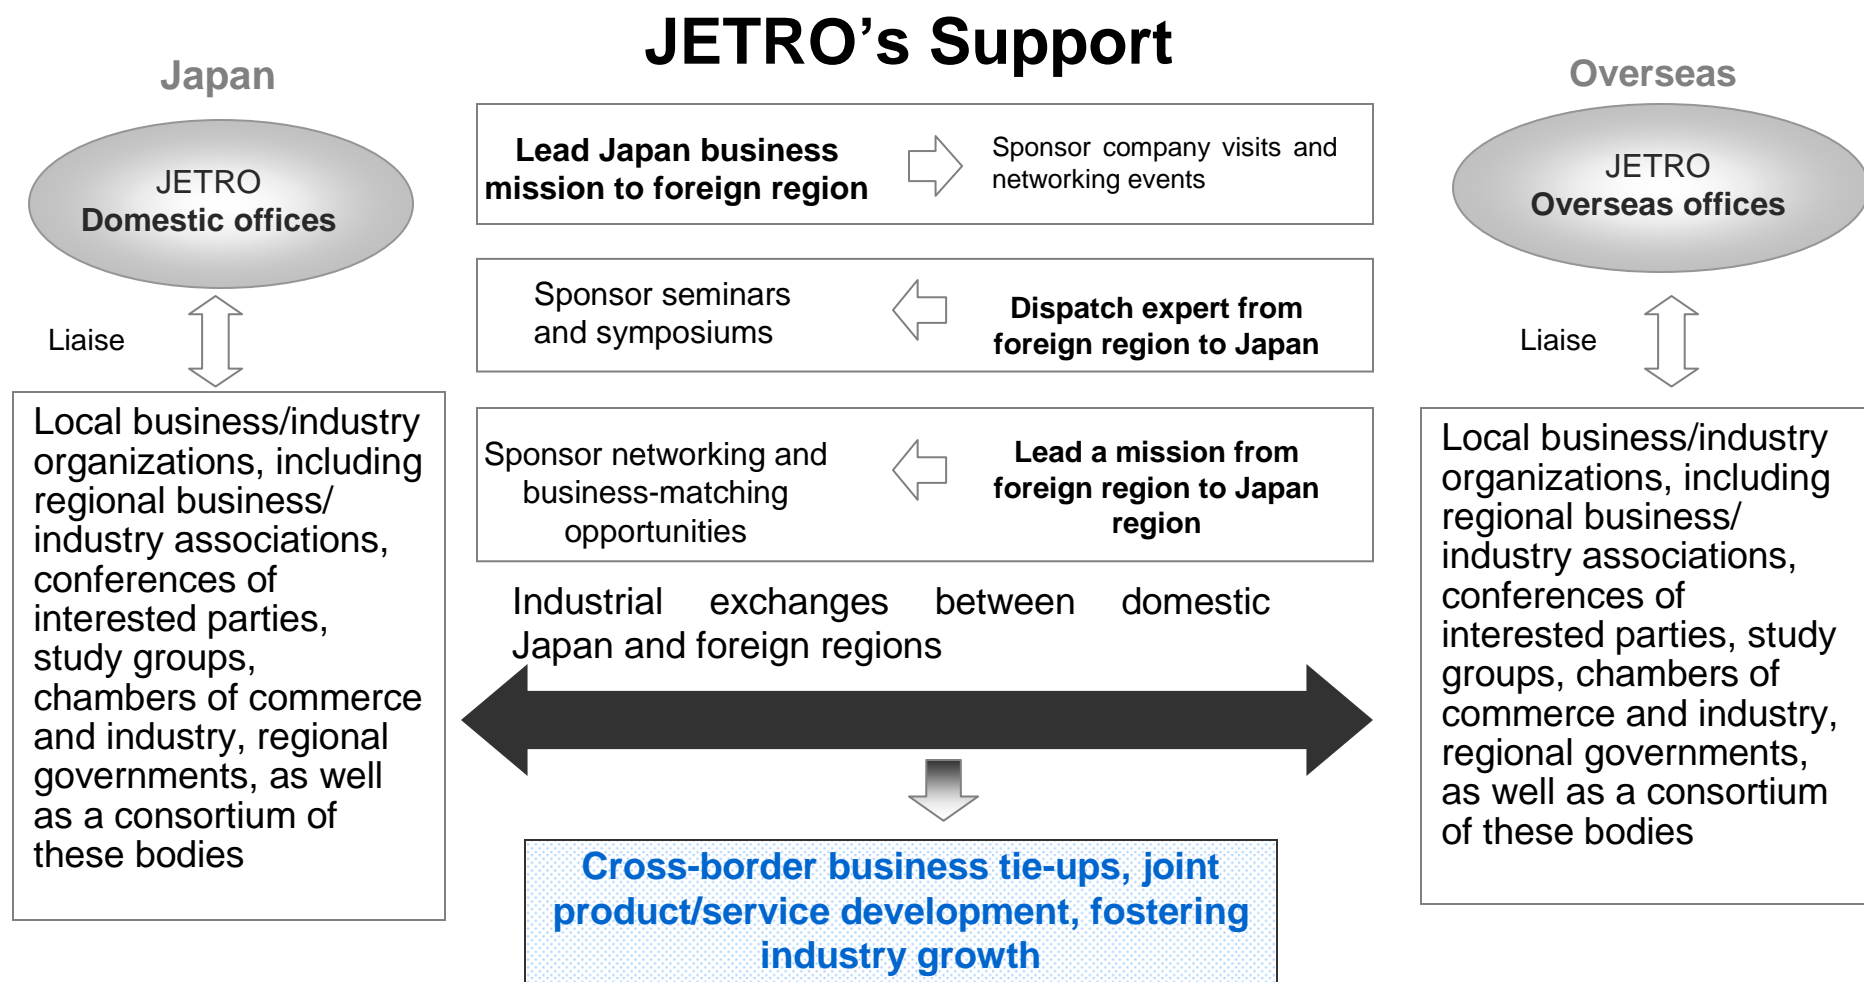 JETRO’s Support
Japan
JETRO
Domestic offices
Liaise
Local business/industry
organizations, including
regional business/
industry associations,
conferences of
interested parties,
study groups,
chambers of commerce
and industry, regional
governments, as well
as a consortium of
these bodies
Lead Japan business
mission to foreign region
Sponsor company visits and
networking events
Sponsor seminars
and symposiums
Dispatch expert from
foreign region to Japan
Sponsor networking and
business-matching
opportunities
Lead a mission from
foreign region to Japan
region
Industrial exchanges between domestic
Japan and foreign regions
Cross-border business tie-ups, joint
product/service development, fostering
industry growth
Overseas
JETRO
Overseas offices
Liaise
Local business/industry
organizations, including
regional business/
industry associations,
conferences of
interested parties, study
groups, chambers of
commerce and industry,
regional governments,
as well as a consortium
of these bodies